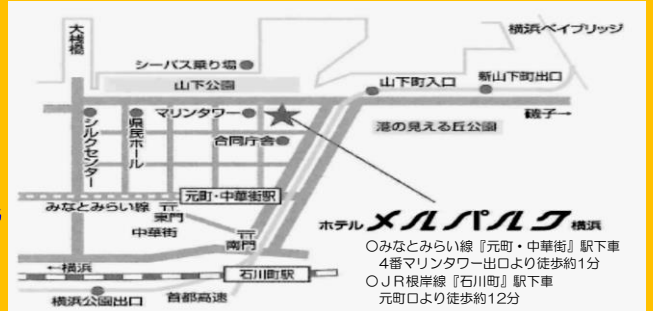 大桟橋
横浜ベイブリッジ
シーバス乗り場
山下公園
山下町入口
新山下町出口
シルクセンター
県民ホール
マリンタワー
合同庁舎
磯子→
港の見える丘公園
元町・中華街駅
みなとみらい線
東門
中華街
南門
←横浜
石川町駅
横浜公園出口
首都高速
ホテルメルパルク横浜
○みなとみらい線『元町・中華街』駅下車
4番マリンタワー出口より徒歩約1分
○JR根岸線『石川町』駅下車
元町口より徒歩約12分